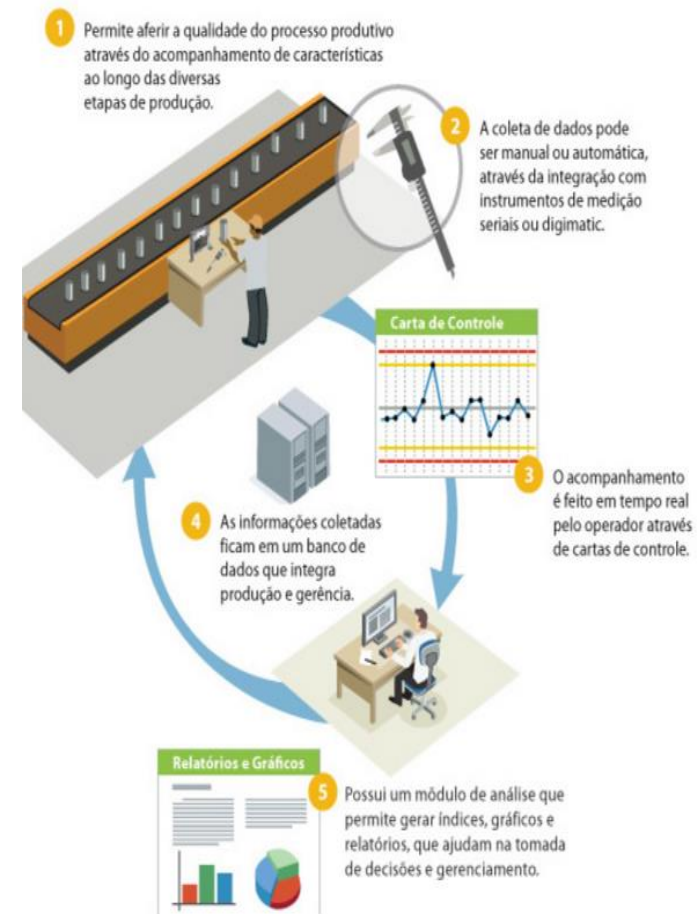 1 Permite aferir a qualidade do processo produtivo
através do acompanhamento de características
ao longo das diversas
etapas de produção.
2 A coleta de dados pode
ser manual ou automática,
através da integração com
instrumentos de medição
seriais ou digimatic.
Carta de Controle
3 O acompanhamento
é feito em tempo real
pelo operador através
de cartas de controle.
4 As informações coletadas
ficam em um banco de
dados que integra
produção e gerência.
Relatórios e Gráficos
5 Possui um módulo de análise que
permite gerar índices, gráficos e
relatórios, que ajudam na tomada
de decisões e gerenciamento.